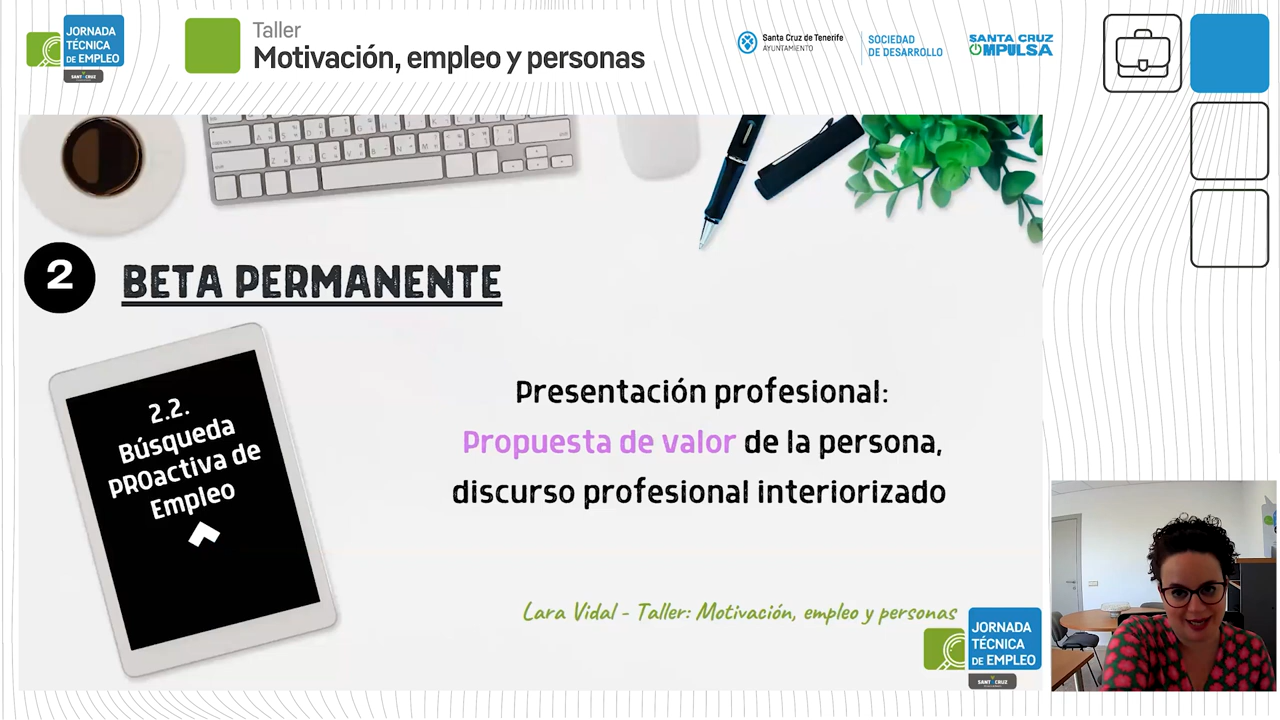 JORNADA
TÉCNICA
DE EMPLEO
SANTA CRUZ
Taller
Motivación, empleo y personas
Santa Cruz de Tenerife
AYUNTAMIENTO
SOCIEDAD
DE DESARROLLO
SANTA CRUZ
IMPULSA
2
BETA PERMANENTE
2.2.
Búsqueda
PROactiva de
Empleo
Presentación profesional:
Propuesta de valor de la persona,
discurso profesional interiorizado
Lara Vidal - Taller: Motivación, empleo y personas
JORNADA
TÉCNICA
DE EMPLEO
SANTA CRUZ